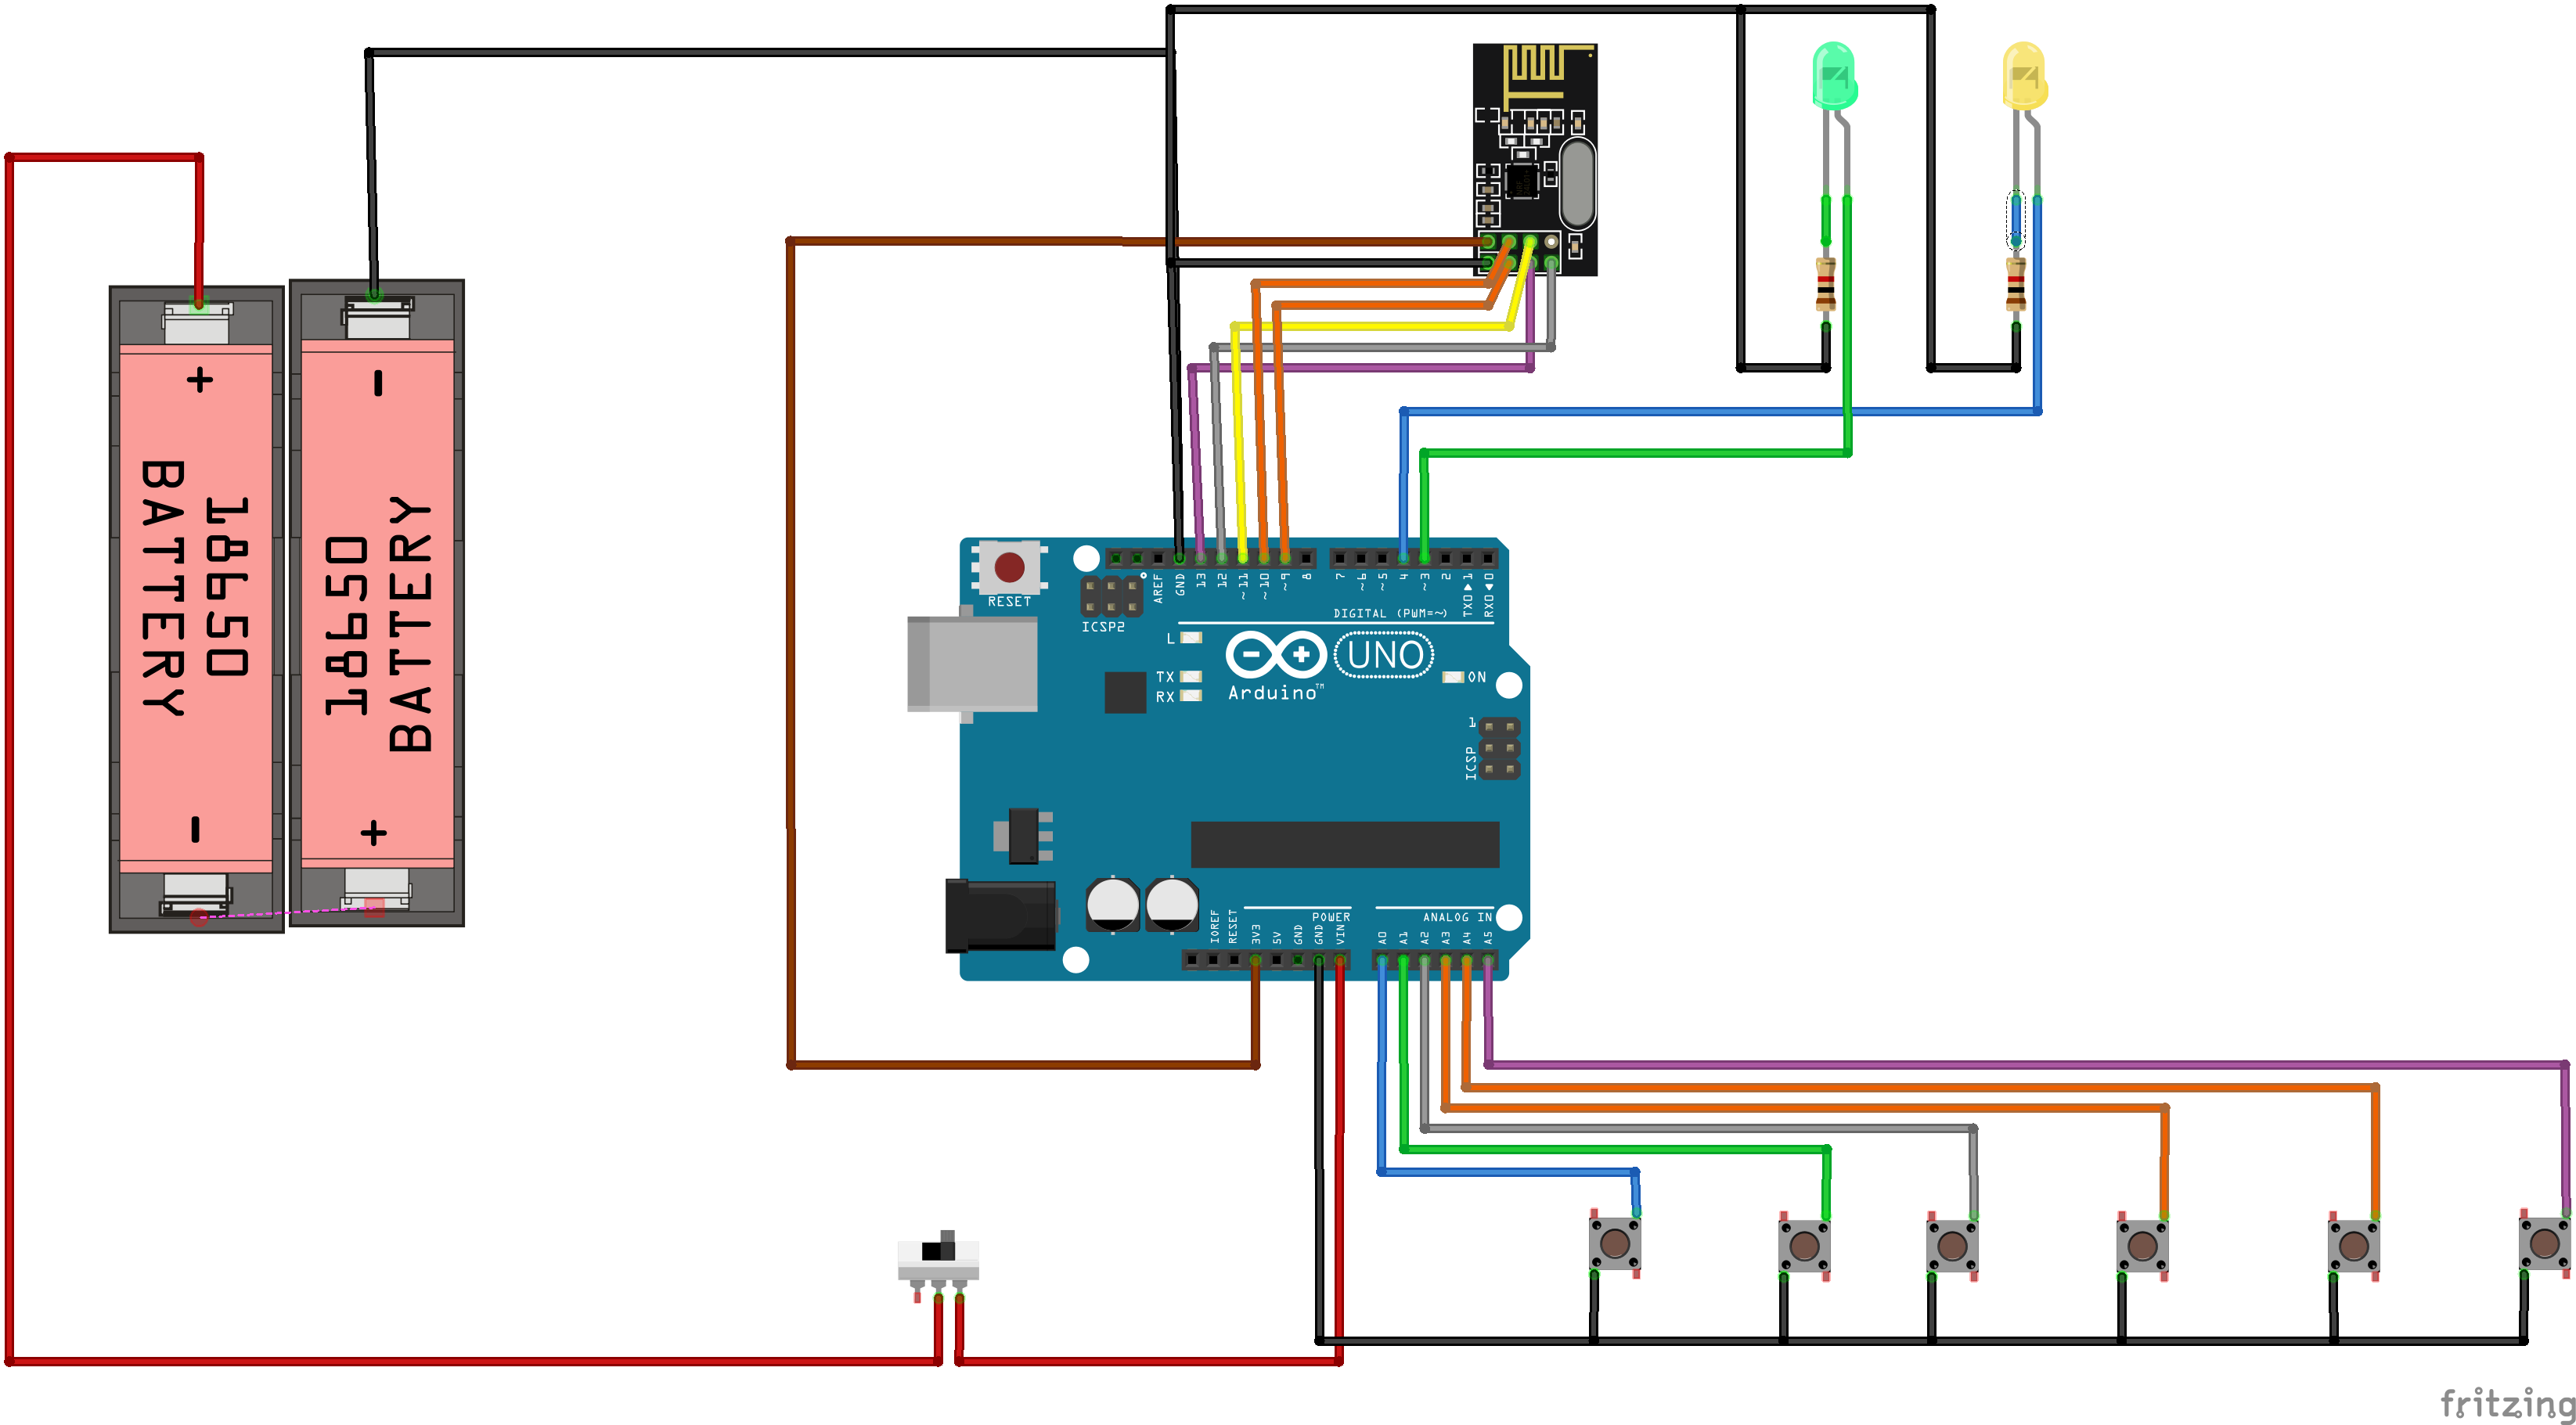 +
-
18650
BATTERY
18650
BATTERY
-
+
RESET
ICSP2
AREF
GND
13
12
~11
~10
~9
8
7
~6
~5
4
~3
2
TX0▶1
RX0◀0
DIGITAL (PWM=~)
L
TX
RX
- +
Arduino™
UNO
ON
1
ICSP
IOREF
RESET
3V3
5V
GND
GND
VIN
POWER
ANALOG IN
A0
A1
A2
A3
A4
A5
fritzing